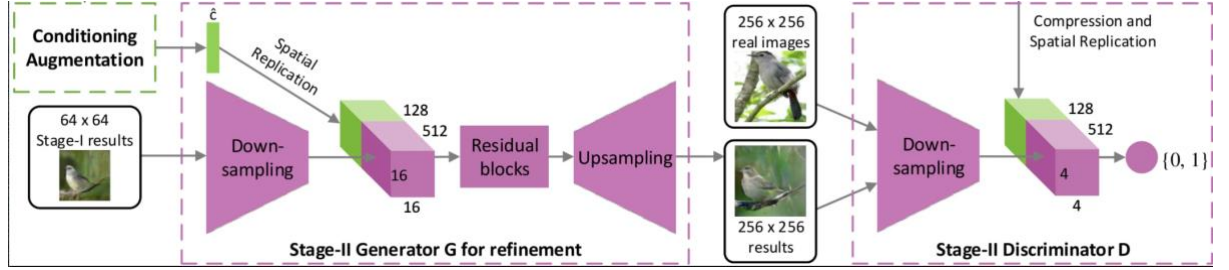 Conditioning
Augmentation
64 x 64
Stage-I results
ĉ
Spatial
Replication
Down-
sampling
128
512
16
16
Residual
blocks
Upsampling
Stage-II Generator G for refinement
256 x 256
real images
256 x 256
results
Compression and
Spatial Replication
Down-
sampling
128
512
4
4
{0, 1}
Stage-II Discriminator D